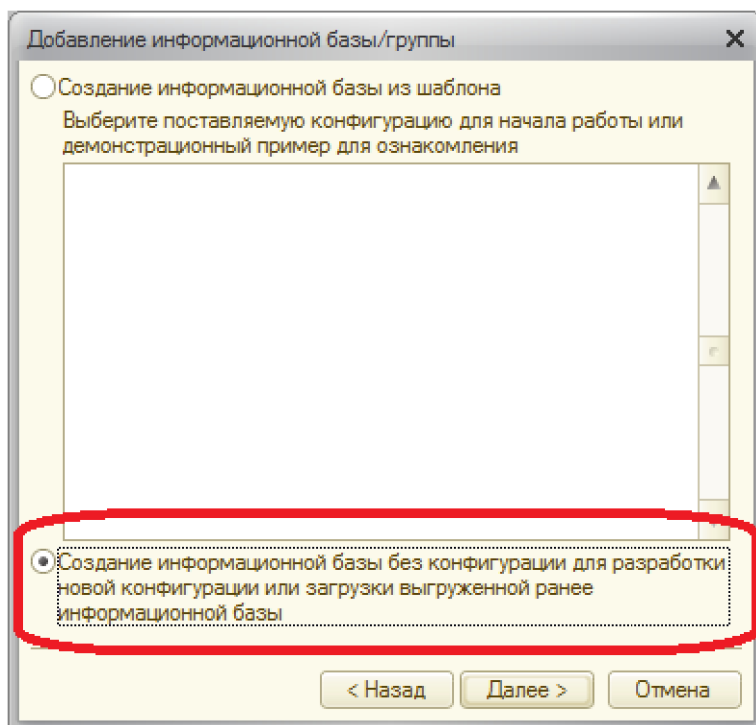 Добавление информационной базы/группы
Создание информационной базы из шаблона
Выберите поставляемую конфигурацию для начала работы или
демонстрационный пример для ознакомления
Создание информационной базы без конфигурации для разработки
новой конфигурации или загрузки выгруженной ранее
информационной базы
< Назад
Далее >
Отмена